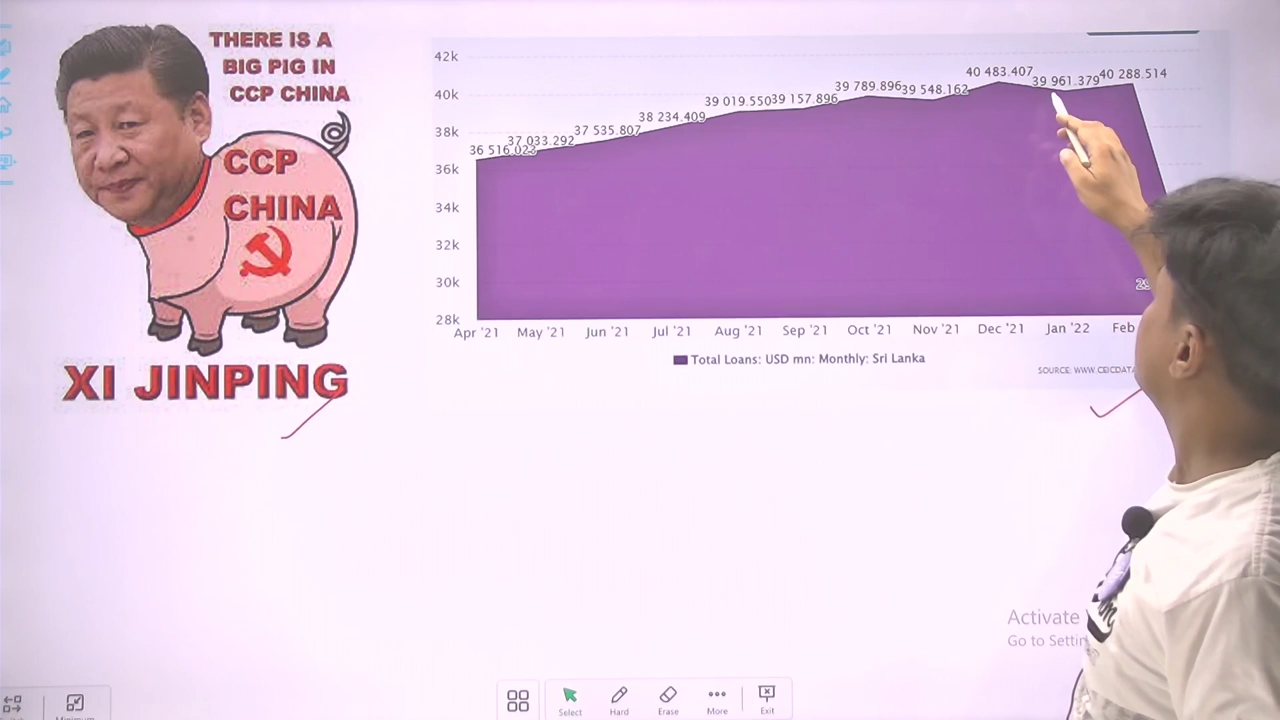 THERE IS A
BIG PIG IN
CCP CHINA
CCP
CHINA
XI JINPING
42k
40k
38k
36k
34k
32k
30k
28k
36 516.023
37 033.292
37 535.807
38 234.409
39 019.550
39 157.896
39 789.896
39 548.162
40 483.407
39 961.379
40 288.514
Apr '21 May '21 Jun '21 Jul '21 Aug '21 Sep '21 Oct '21 Nov '21 Dec '21 Jan '22 Feb
Total Loans: USD mn: Monthly: Sri Lanka
SOURCE: WWW.CEICDATA
Activate
Go to Settin
Select Hard Erase More Exit